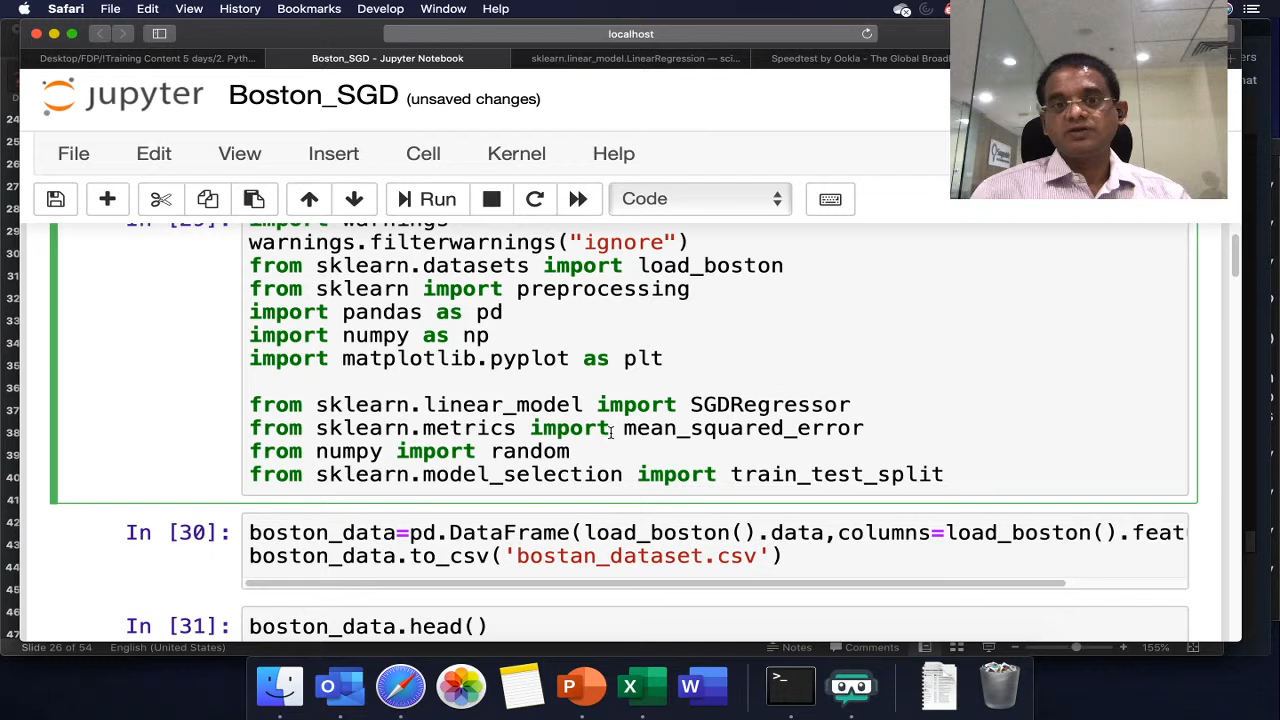 Safari File Edit View History Bookmarks Develop Window Help
localhost
Desktop/FDP/!Training Content 5 days/2. Pyth... Boston_SGD - Jupyter Notebook sklearn.linear_model.LinearRegression — sci... Speedtest by Ookla - The Global Broad
jupyter Boston_SGD (unsaved changes)
File Edit View Insert Cell Kernel Help
Run Code
In [29]: import warnings
warnings.filterwarnings("ignore")
from sklearn.datasets import load_boston
from sklearn import preprocessing
import pandas as pd
import numpy as np
import matplotlib.pyplot as plt
from sklearn.linear_model import SGDRegressor
from sklearn.metrics import mean_squared_error
from numpy import random
from sklearn.model_selection import train_test_split
In [30]: boston_data=pd.DataFrame(load_boston().data,columns=load_boston().feat
boston_data.to_csv('bostan_dataset.csv')
In [31]: boston_data.head()
Slide 26 of 54 English (United States) Notes Comments 155%